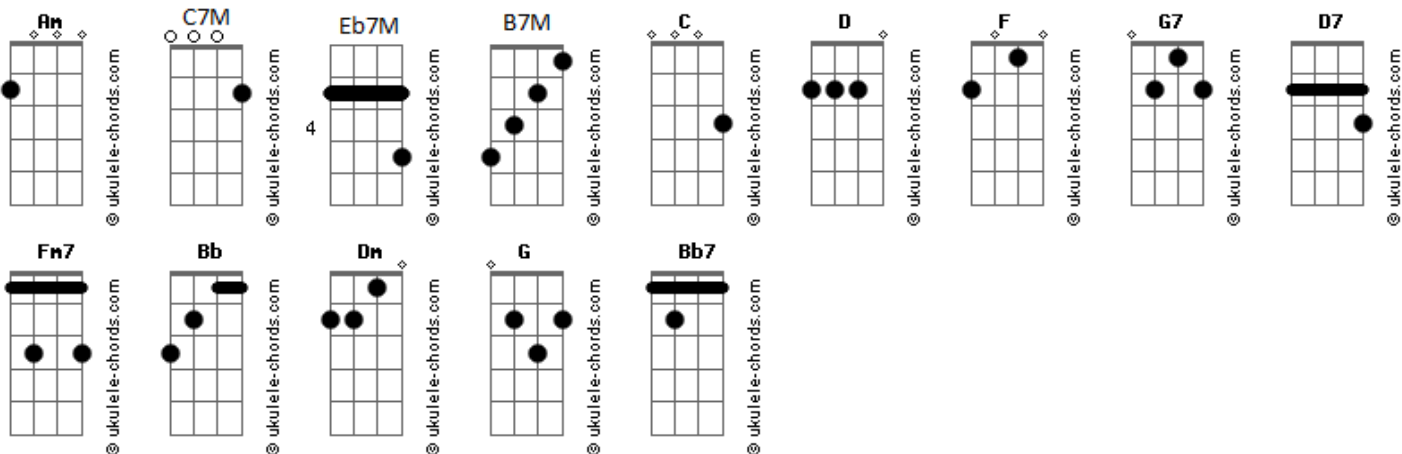 Am C7M Eb7M B7M C D F G7 D7
© ukulele-chords.com © ukulele-chords.com © ukulele-chords.com © ukulele-chords.com © ukulele-chords.com © ukulele-chords.com © ukulele-chords.com © ukulele-chords.com © ukulele-chords.com
4
Fm7 Bb Dm G Bb7
© ukulele-chords.com © ukulele-chords.com © ukulele-chords.com © ukulele-chords.com © ukulele-chords.com